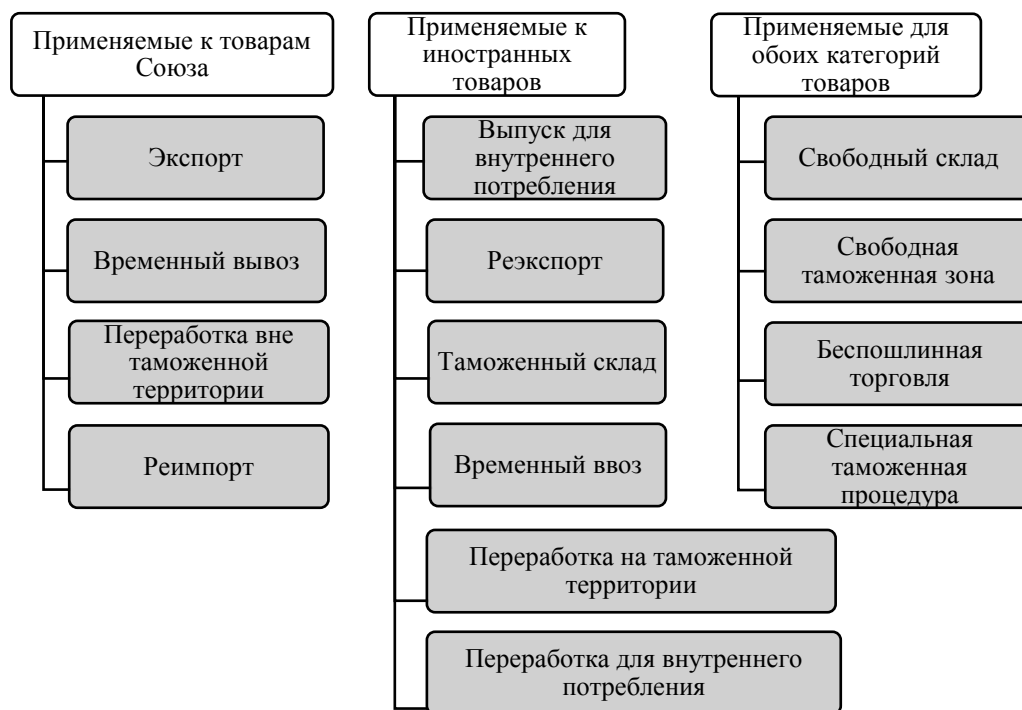 Применяемые к товарам
Союза
Экспорт
Временный вывоз
Переработка вне
таможенной
территории
Реимпорт
Применяемые к
иностранных
товаров
Выпуск для
внутреннего
потребления
Реэкспорт
Таможенный склад
Временный ввоз
Переработка на таможенной
территории
Переработка для внутреннего
потребления
Применяемые для
обоих категорий
товаров
Свободный склад
Свободная
таможенная зона
Беспошлинная
торговля
Специальная
таможенная
процедура